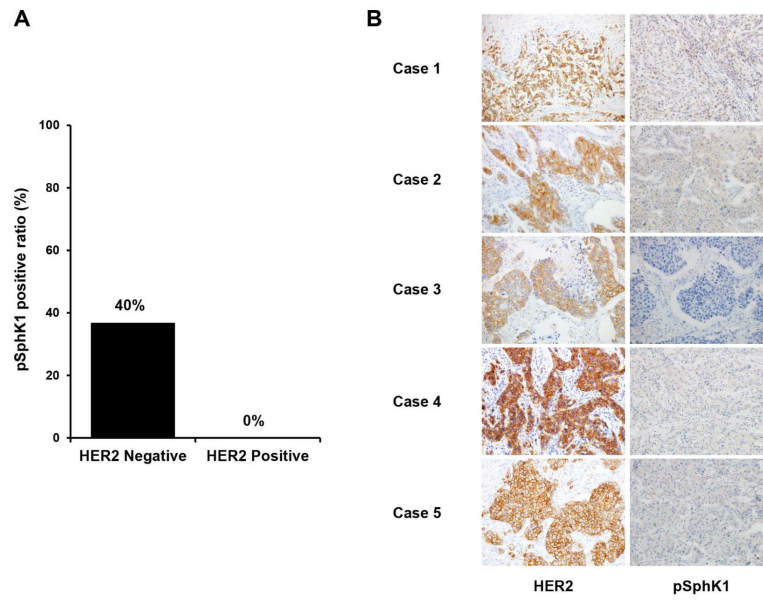 A
pSphK1 positive ratio (%)
100
80
60
40
20
0
40%
0%
HER2 Negative
HER2 Positive
B
Case 1
Case 2
Case 3
Case 4
Case 5
HER2
pSphK1